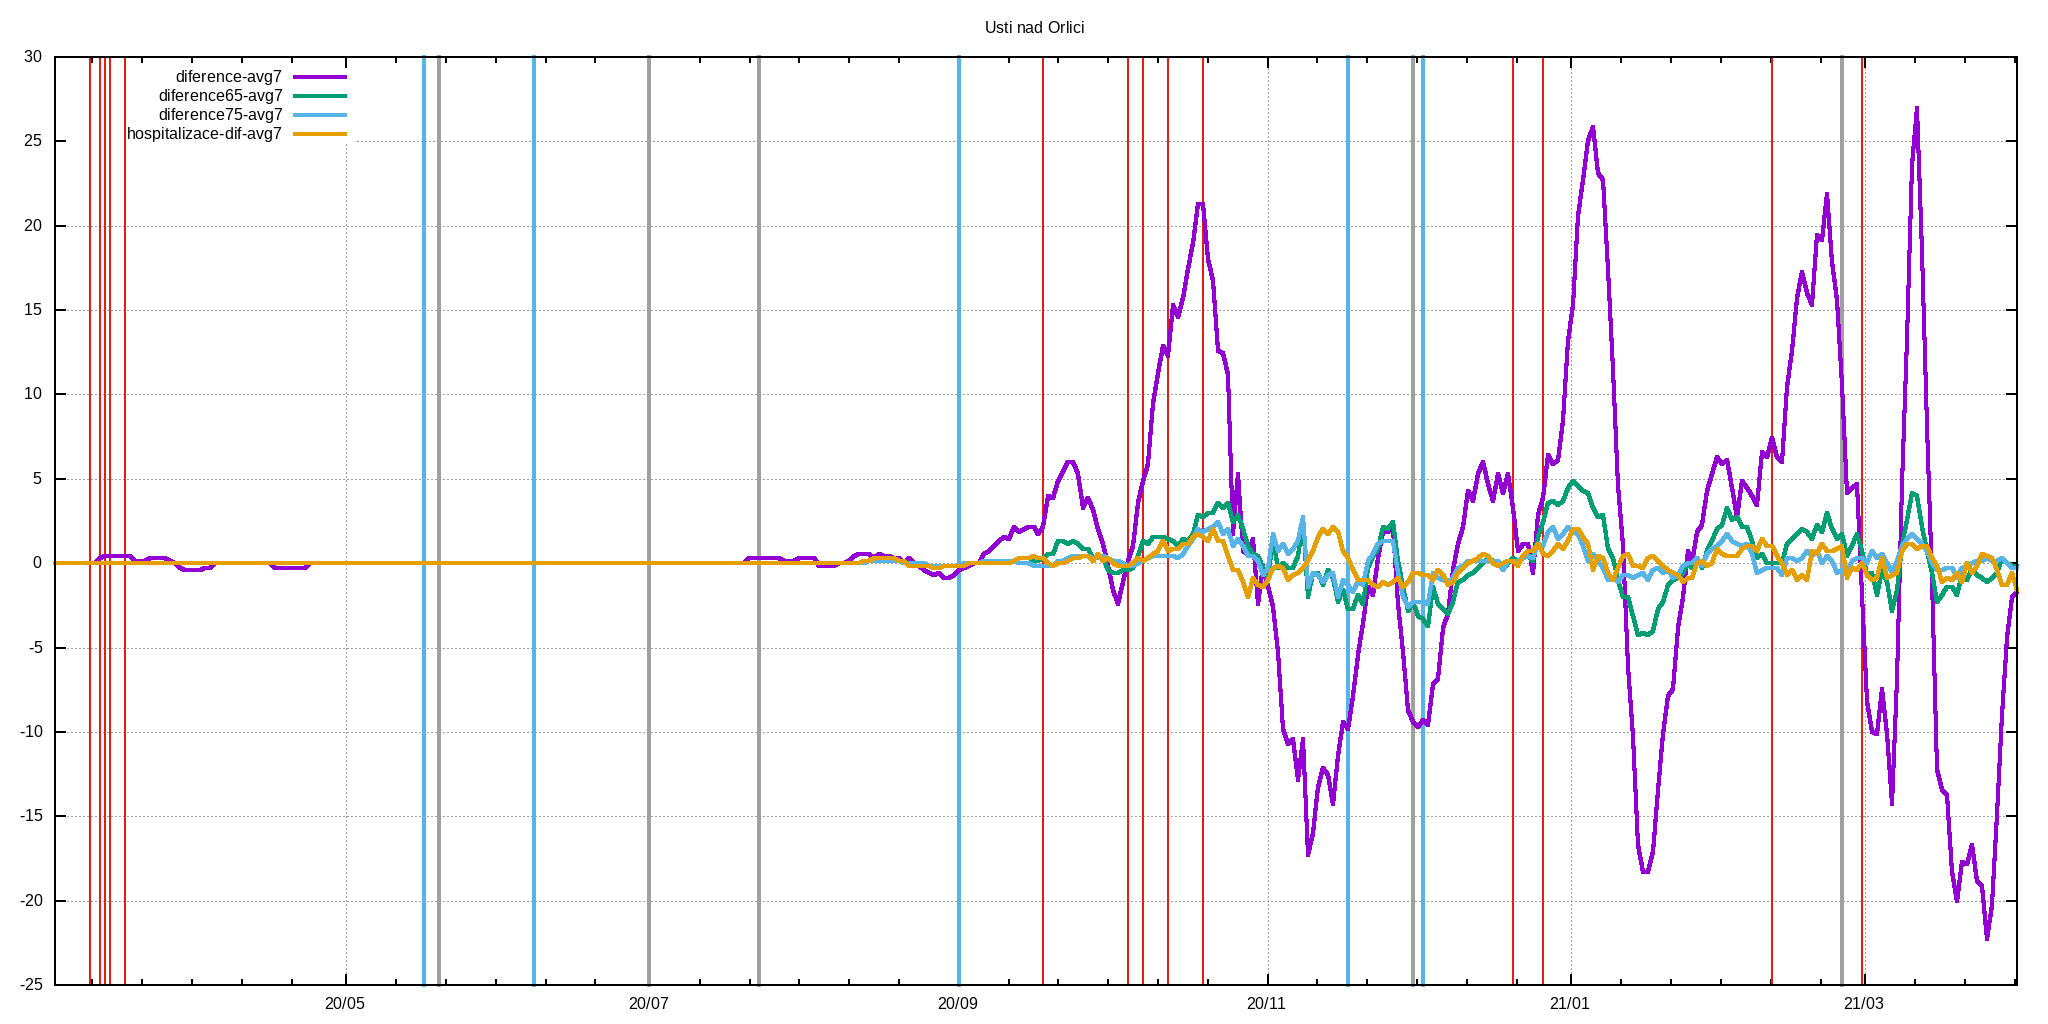 Usti nad Orlici
30
25
20
15
10
5
0
-5
-10
-15
-20
-25
diference-avg7
diference65-avg7
diference75-avg7
hospitalizace-dif-avg7
20/05 20/07 20/09 20/11 21/01 21/03